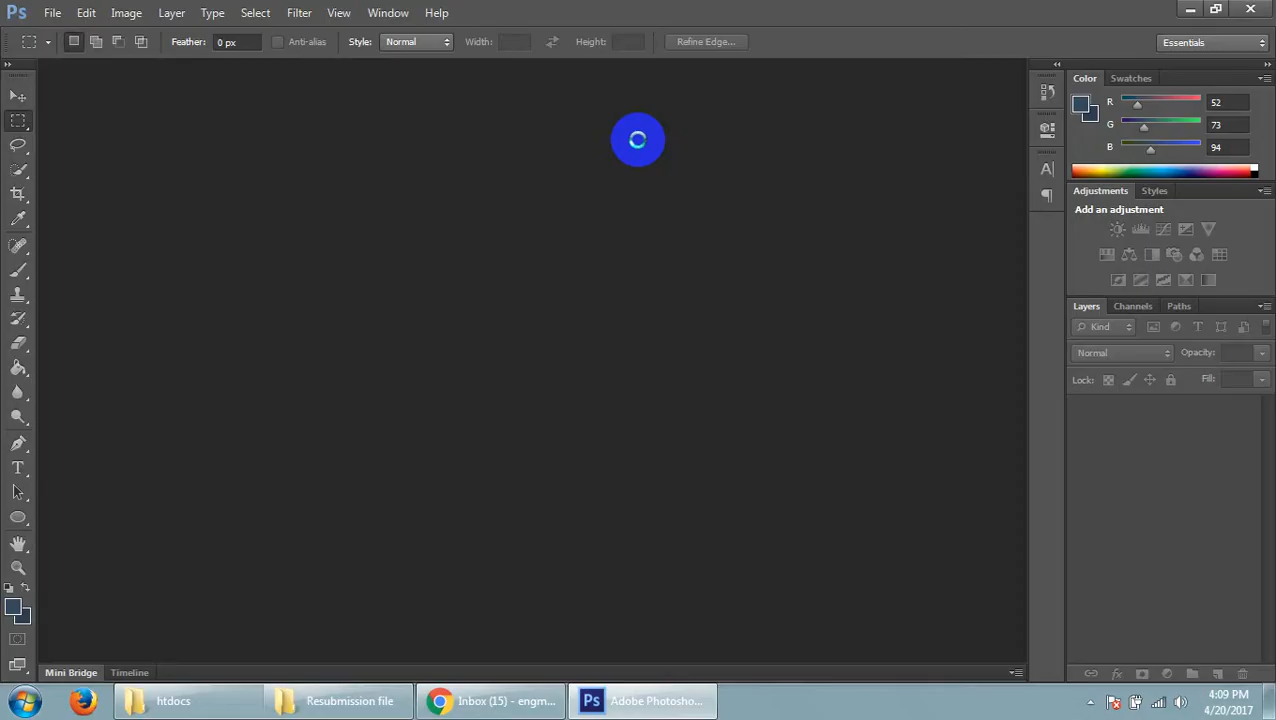 Ps File Edit Image Layer Type Select Filter View Window Help
Feather: 0 px Anti-alias Style: Normal Width: Height: Refine Edge... Essentials
Color Swatches
R 52
G 73
B 94
Adjustments Styles
Add an adjustment
Layers Channels Paths
Kind
Normal Opacity:
Lock: Fill:
Mini Bridge Timeline
htdocs Resubmission file Inbox (15) - engm... Ps Adobe Photosho...
4:09 PM
4/20/2017